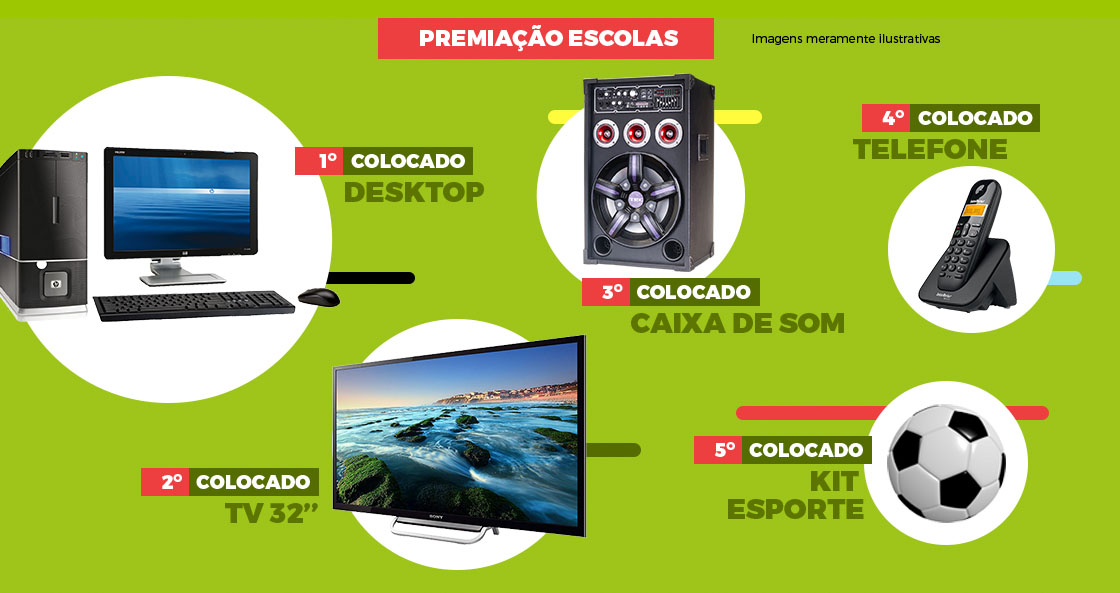 PREMIAÇÃO ESCOLAS
Imagens meramente ilustrativas
1º COLOCADO
DESKTOP
2º COLOCADO
TV 32”
SONY
3º COLOCADO
CAIXA DE SOM
4º COLOCADO
TELEFONE
5º COLOCADO
KIT
ESPORTE